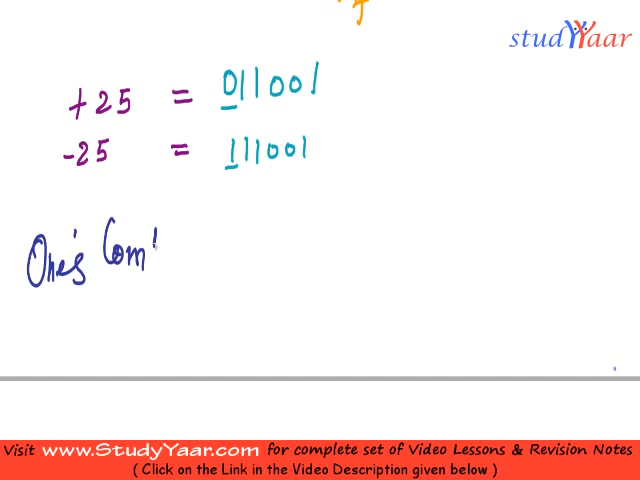 studYYaar
+25 = 011001
-25 = 111001
One's Com
Visit www.StudyYaar.com for complete set of Video Lessons & Revision Notes
( Click on the Link in the Video Description given below )